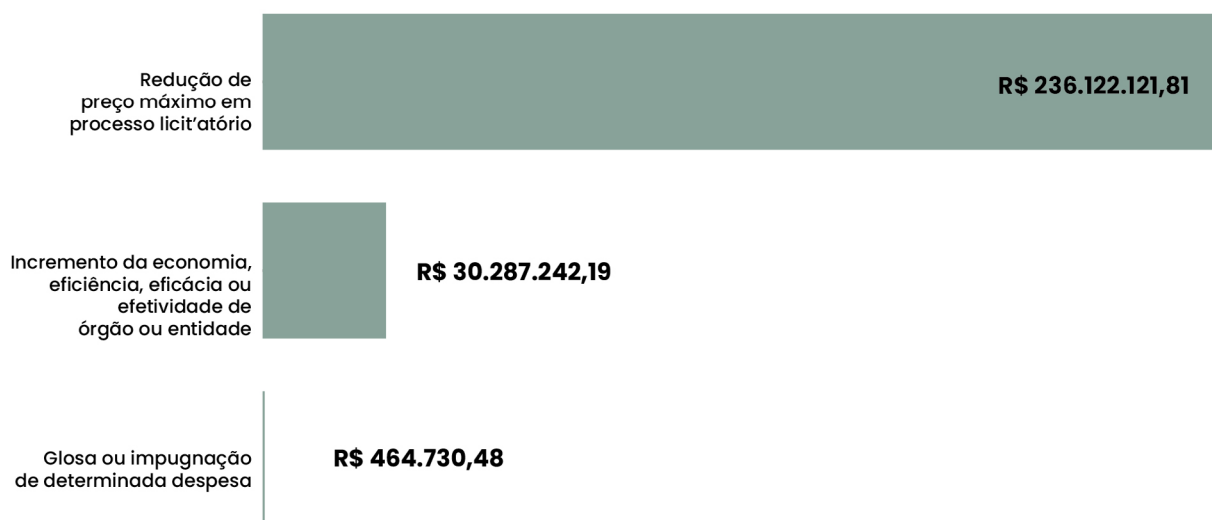 Redução de
preço máximo em
processo licit’atório
R$ 236.122.121,81
Incremento da economia,
eficiência, eficácia ou
efetividade de
órgão ou entidade
R$ 30.287.242,19
Glosa ou impugnação
de determinada despesa
R$ 464.730,48